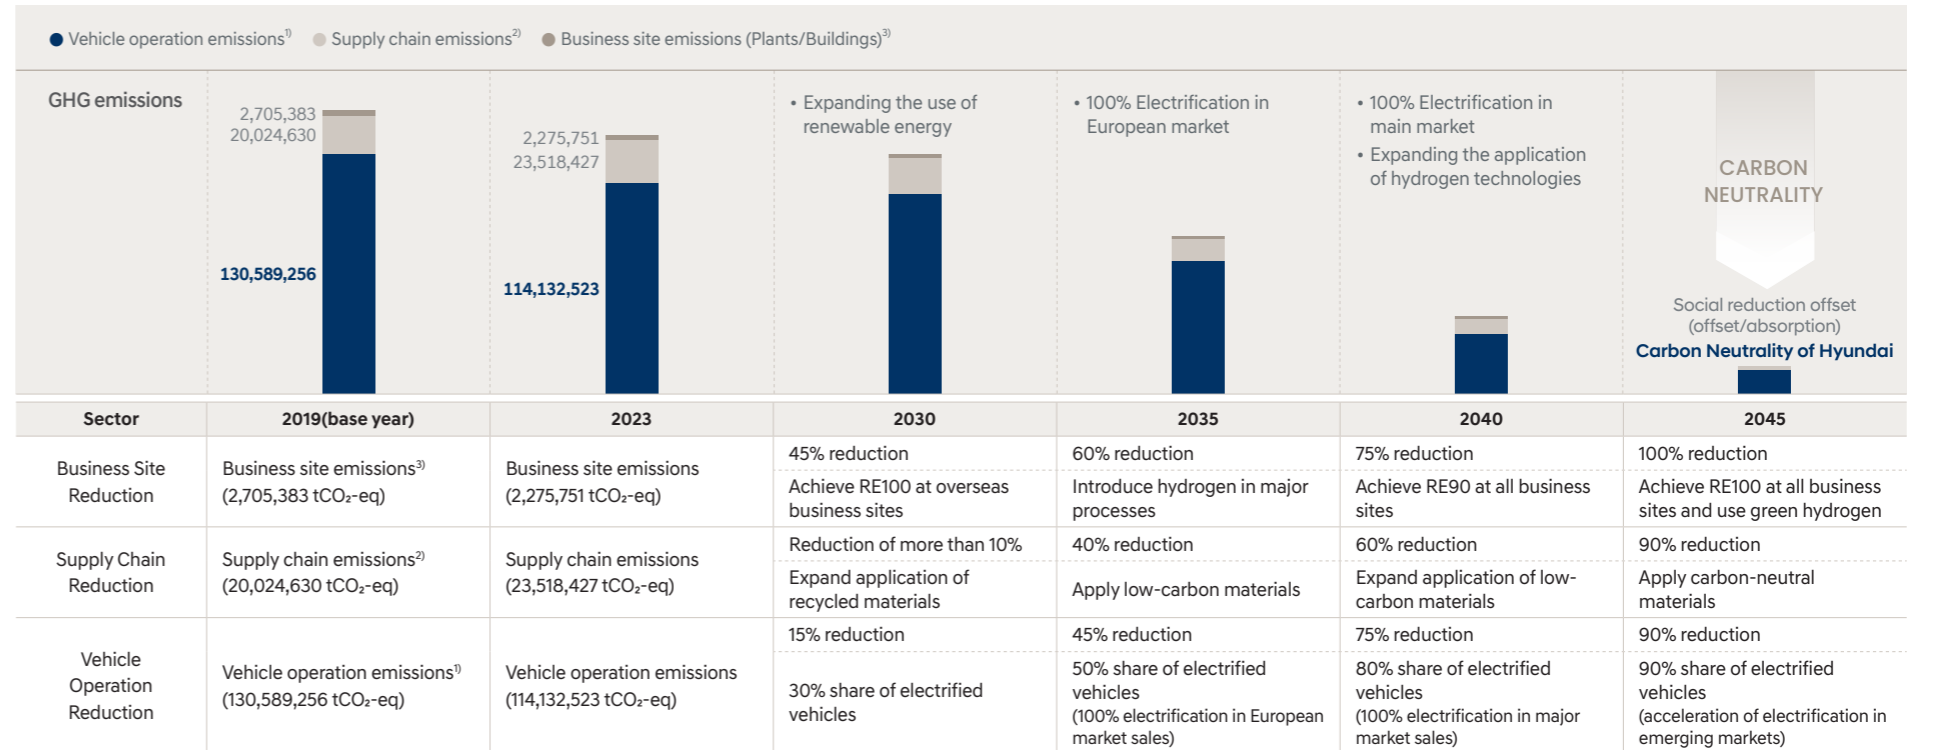 ● Vehicle operation emissions1) ● Supply chain emissions2) ● Business site emissions (Plants/Buildings)3)
GHG emissions
2,705,383
20,024,630
130,589,256
2,275,751
23,518,427
114,132,523
• Expanding the use of
renewable energy
• 100% Electrification in
European market
• 100% Electrification in
main market
• Expanding the application
of hydrogen technologies
CARBON
NEUTRALITY
Social reduction offset
(offset/absorption)
Carbon Neutrality of Hyundai
Sector 2019(base year) 2023 2030 2035 2040 2045
Business Site
Reduction
Business site emissions3)
(2,705,383 tCO₂-eq)
Business site emissions
(2,275,751 tCO₂-eq)
45% reduction
Achieve RE100 at overseas
business sites
60% reduction
Introduce hydrogen in major
processes
75% reduction
Achieve RE90 at all business
sites
100% reduction
Achieve RE100 at all business
sites and use green hydrogen
Supply Chain
Reduction
Supply chain emissions2)
(20,024,630 tCO₂-eq)
Supply chain emissions
(23,518,427 tCO₂-eq)
Reduction of more than 10%
Expand application of
recycled materials
40% reduction
Apply low-carbon materials
60% reduction
Expand application of low-
carbon materials
90% reduction
Apply carbon-neutral
materials
Vehicle
Operation
Reduction
Vehicle operation emissions1)
(130,589,256 tCO₂-eq)
Vehicle operation emissions
(114,132,523 tCO₂-eq)
15% reduction
30% share of electrified
vehicles
45% reduction
50% share of electrified
vehicles
(100% electrification in European
market sales)
75% reduction
80% share of electrified
vehicles
(100% electrification in major
market sales)
90% reduction
90% share of electrified
vehicles
(acceleration of electrification in
emerging markets)